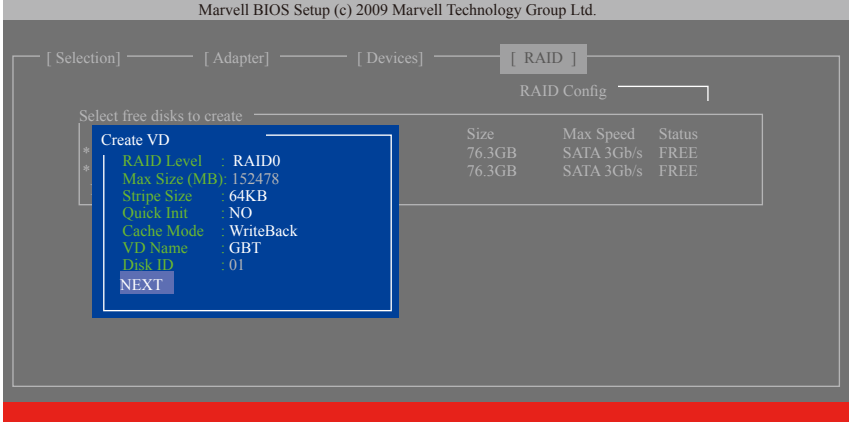 Marvell BIOS Setup (c) 2009 Marvell Technology Group Ltd.
[ Selection] [ Adapter] [ Devices] [ RAID ]
RAID Config
Select free disks to create
Size Max Speed Status
* 76.3GB SATA 3Gb/s FREE
* 76.3GB SATA 3Gb/s FREE
Create VD
RAID Level : RAID0
Max Size (MB): 152478
Stripe Size : 64KB
Quick Init : NO
Cache Mode : WriteBack
VD Name : GBT
Disk ID : 01
NEXT